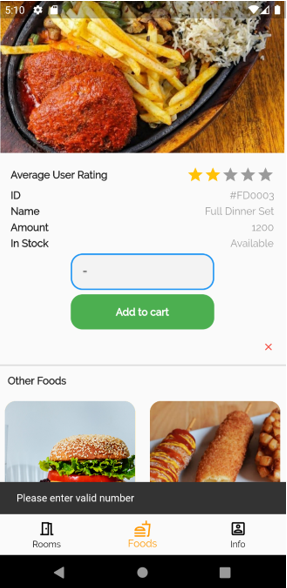 5:10
Average User Rating
ID #FD0003
Name Full Dinner Set
Amount 1200
In Stock Available
-
Add to cart
Other Foods
Please enter valid number
Rooms Foods Info